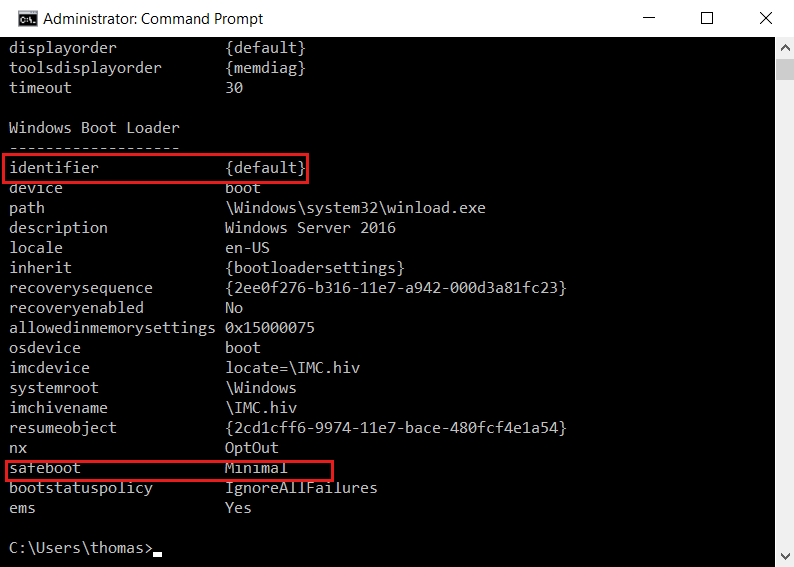 Administrator: Command Prompt
displayorder {default}
toolsdisplayorder {memdiag}
timeout 30
Windows Boot Loader
-------------------
identifier {default}
device boot
path \Windows\system32\winload.exe
description Windows Server 2016
locale en-US
inherit {bootloadersettings}
recoverysequence {2ee0f276-b316-11e7-a942-000d3a81fc23}
recoveryenabled No
allowedinmemorysettings 0x15000075
osdevice boot
imcdevice locate=\IMC.hiv
systemroot \Windows
imchivename \IMC.hiv
resumeobject {2cd1cff6-9974-11e7-bace-480fcf4e1a54}
nx OptOut
safeboot Minimal
bootstatuspolicy IgnoreAllFailures
ems Yes
C:\Users\thomas>